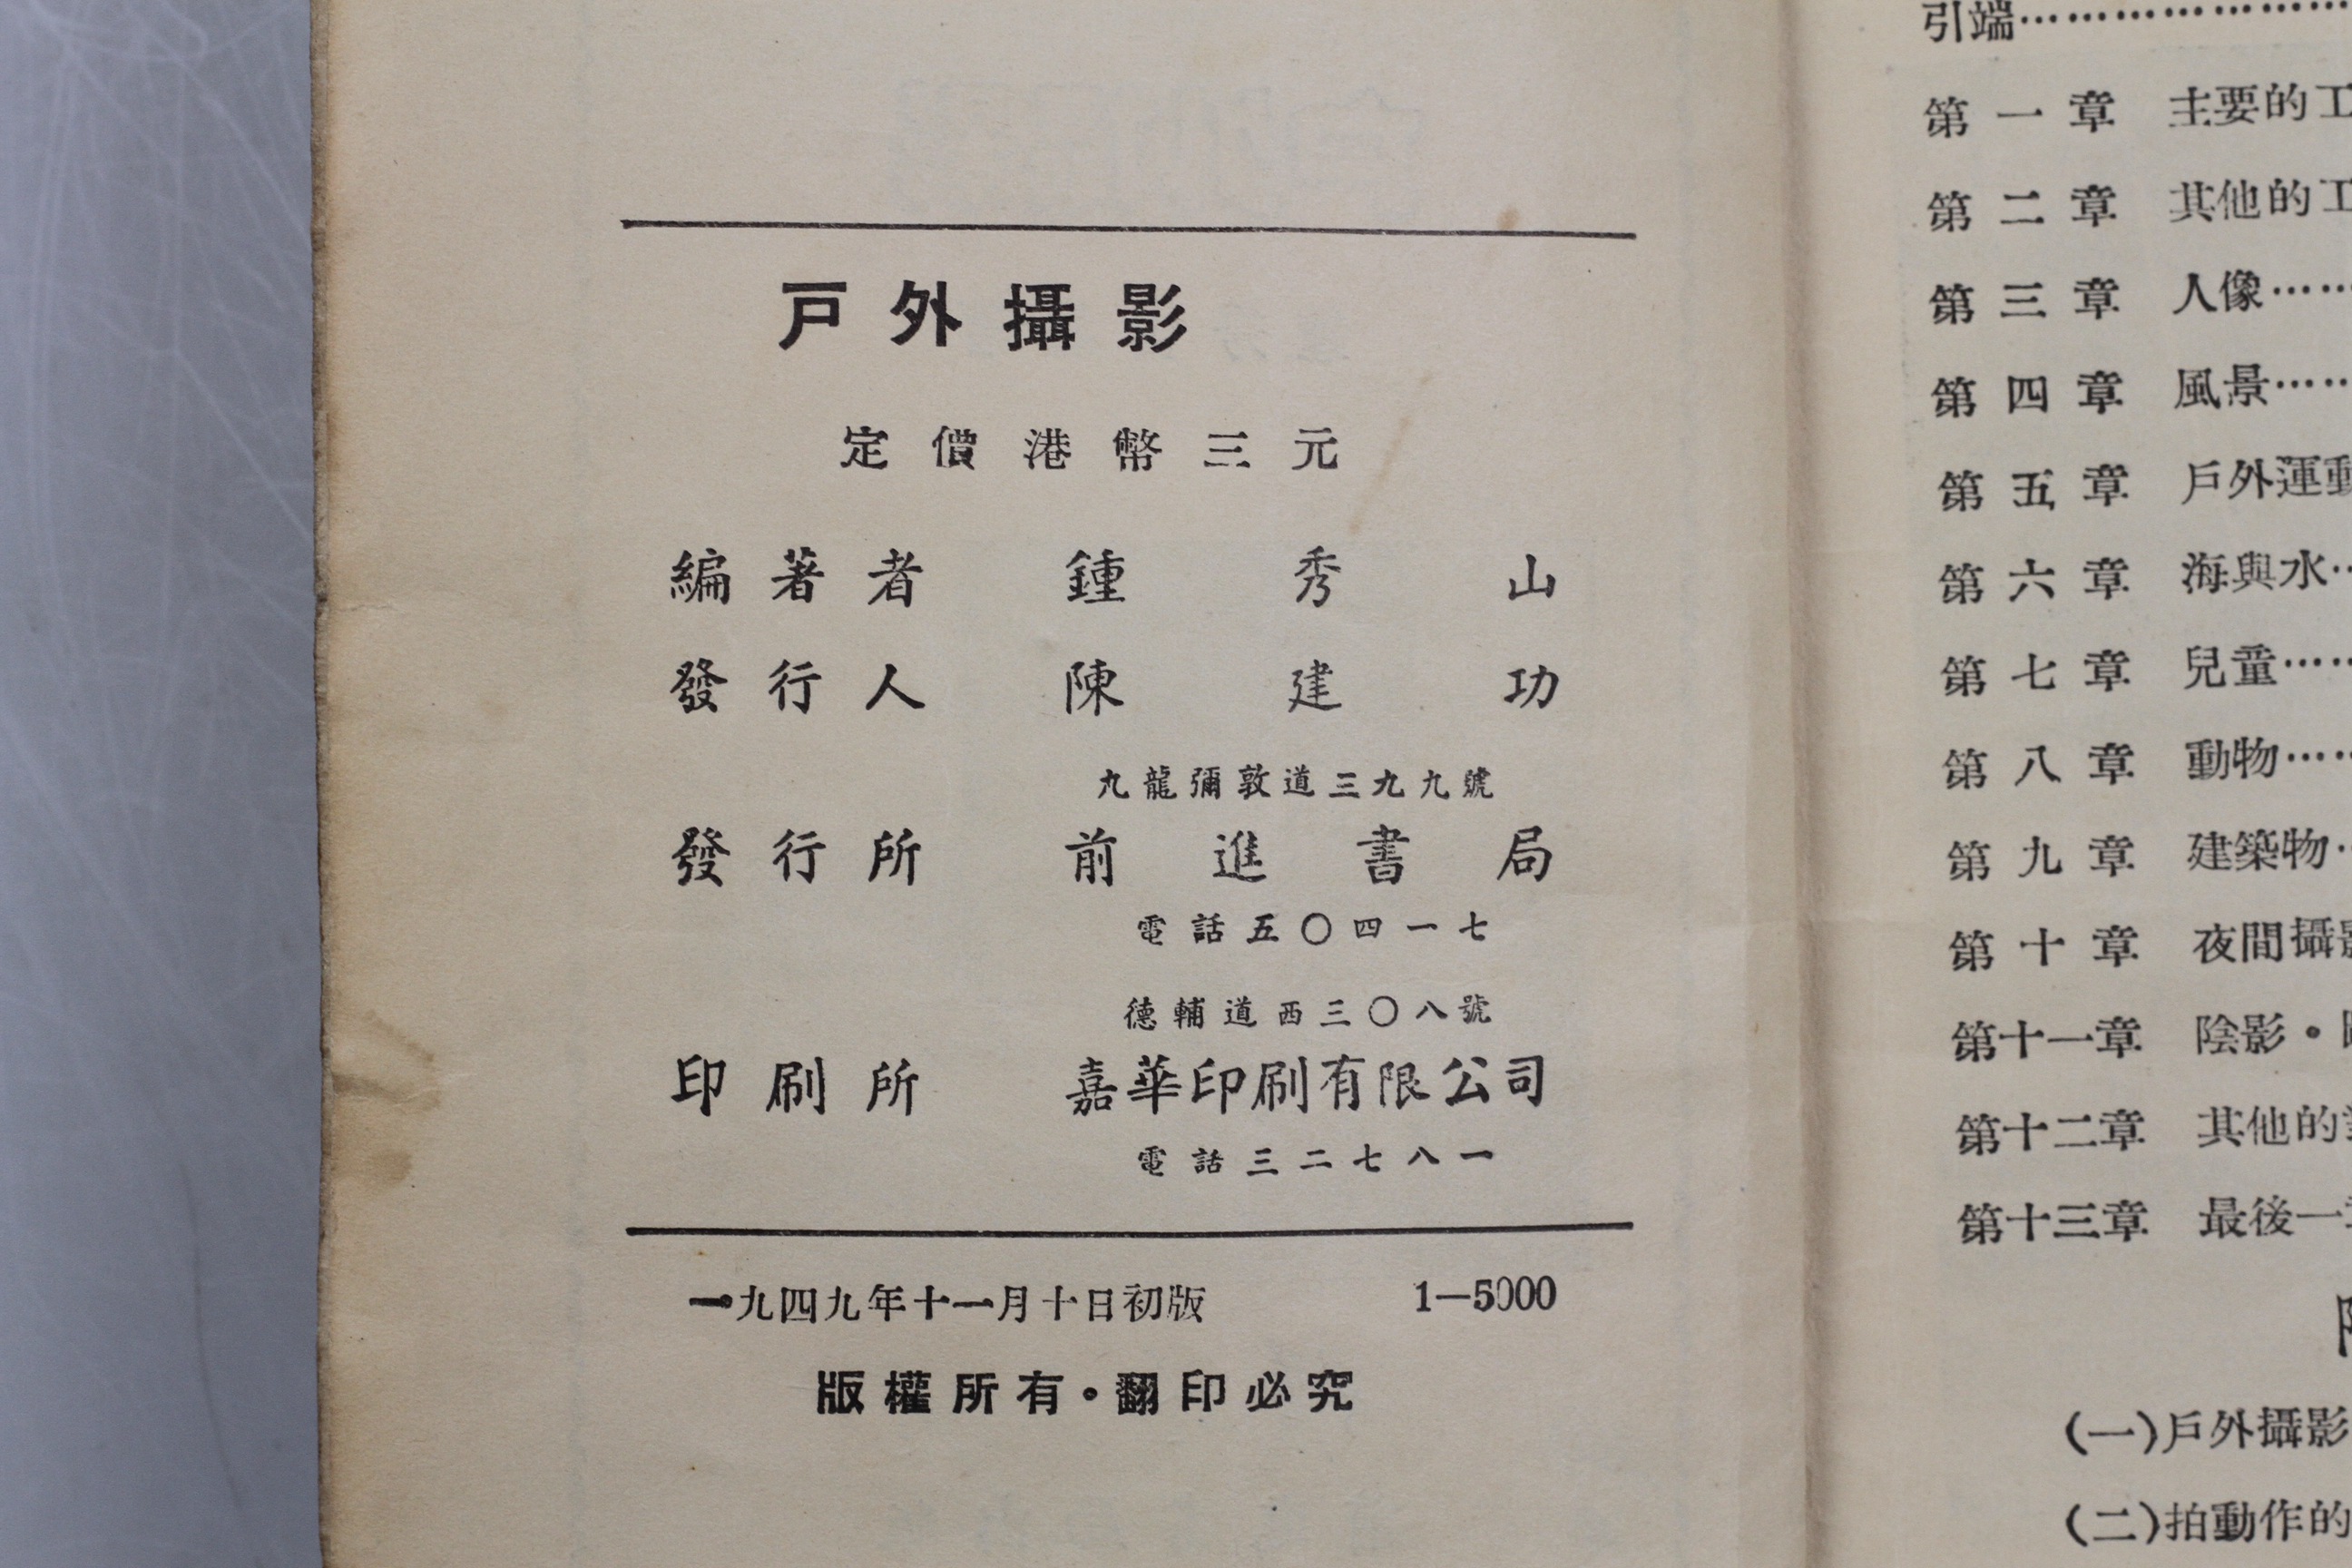 戶外攝影
定價港幣三元
編著者 鍾秀山
發行人 陳建功
九龍彌敦道三九九號
發行所 前進書局
電話五〇四一七
德輔道西三〇八號
印刷所 嘉華印刷有限公司
電話三二七八一
一九四九年十一月十日初版 1—5000
版權所有·翻印必究
引端……………………
第一章 主要的工
第二章 其他的工
第三章 人像……
第四章 風景……
第五章 戶外運動
第六章 海與水…
第七章 兒童……
第八章 動物……
第九章 建築物…
第十章 夜間攝影
第十一章 陰影·
第十二章 其他的
第十三章 最後一
(一)戶外攝影
(二)拍動作的